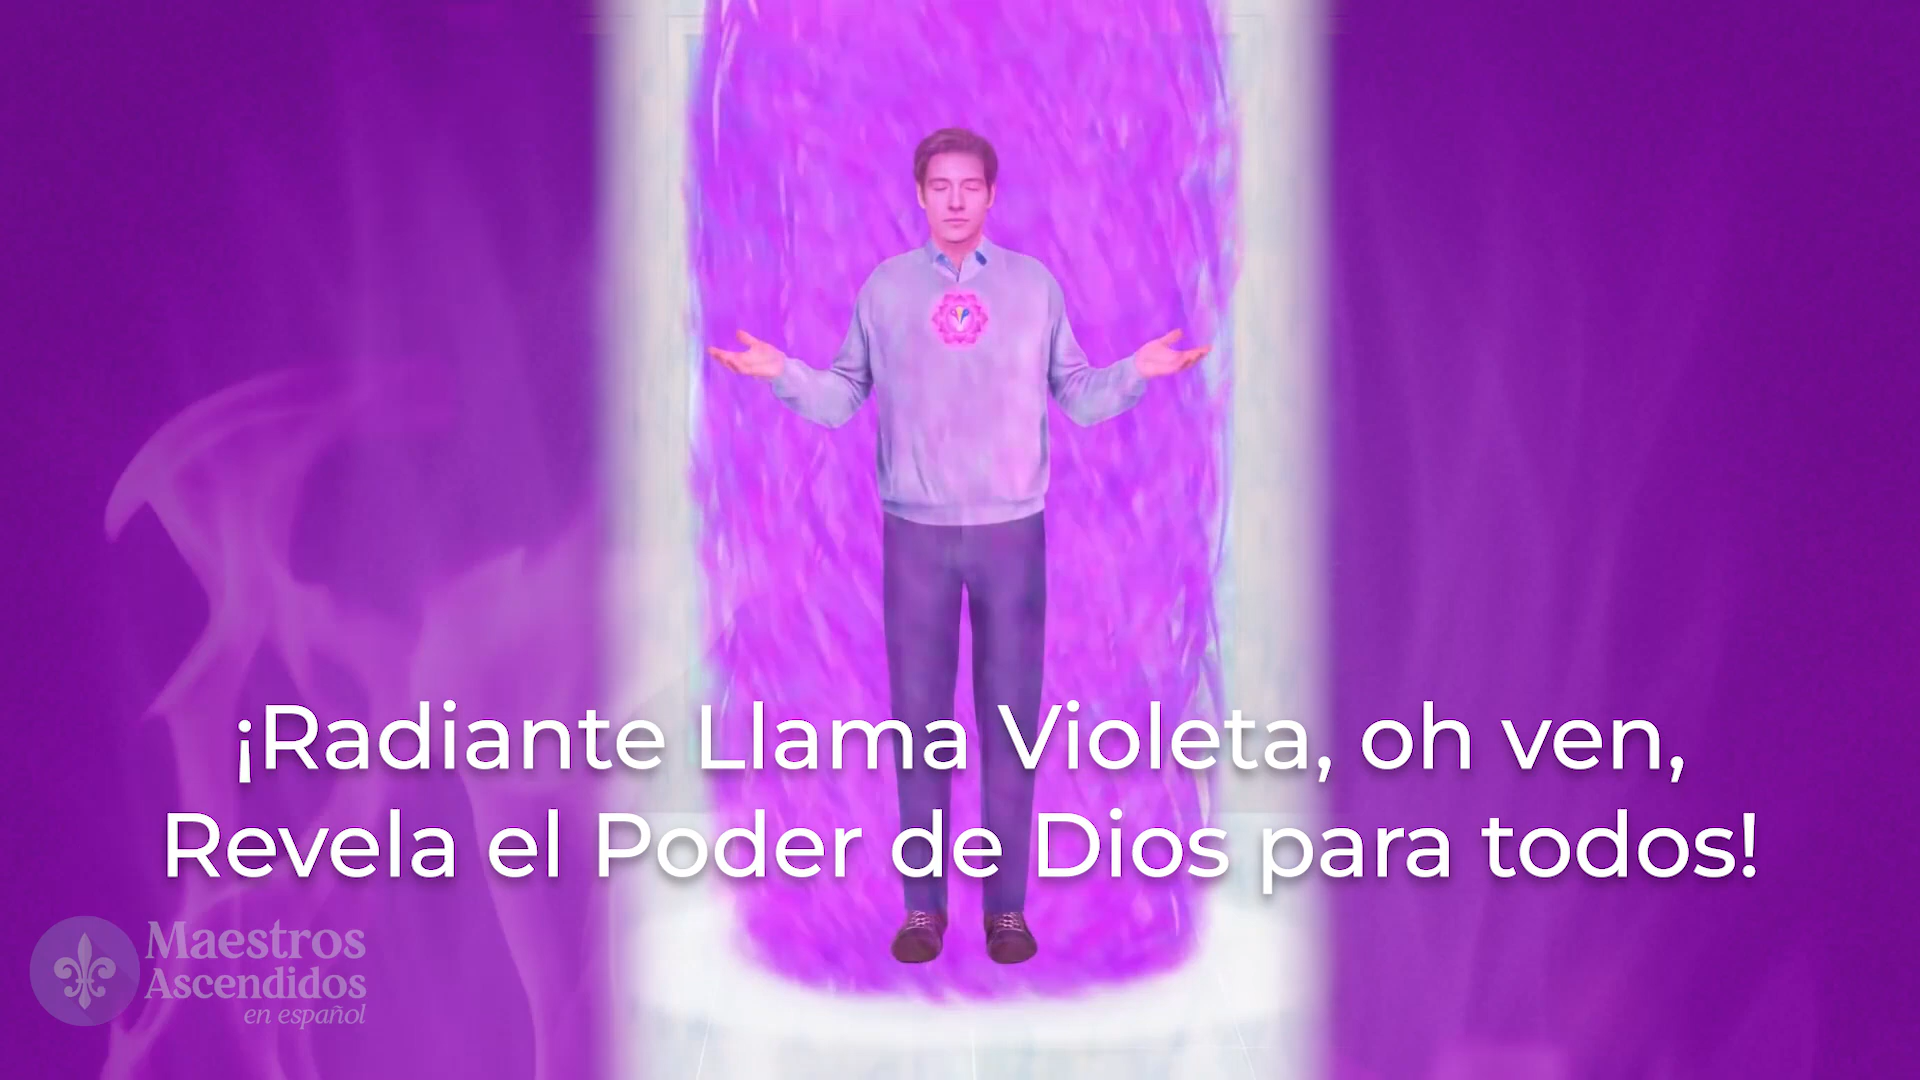 ¡Radiante Llama Violeta, oh ven,
Revela el Poder de Dios para todos!
Maestros
Ascendidos
en español